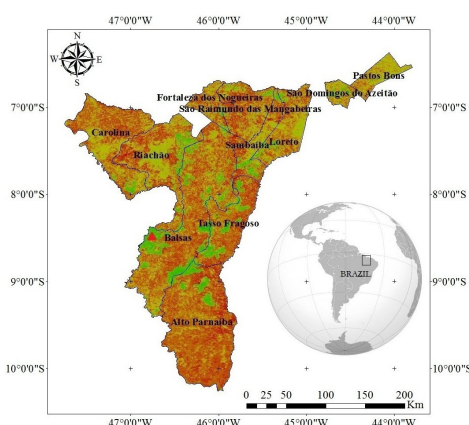 47°0'0"W 46°0'0"W 45°0'0"W 44°0'0"W
N
W E
S
Pastos Bons
São Domingos do Azeitão
Fortaleza dos Nogueiras
7°0'0"S 7°0'0"S
São Raimundo das Mangabeiras
Carolina
Sambaíba Loreto
Riachão
8°0'0"S 8°0'0"S
Tasso Fragoso
Balsas
BRAZIL
9°0'0"S 9°0'0"S
Alto Parnaíba
10°0'0"S 10°0'0"S
0 25 50 100 150 200
Km
47°0'0"W 46°0'0"W 45°0'0"W 44°0'0"W